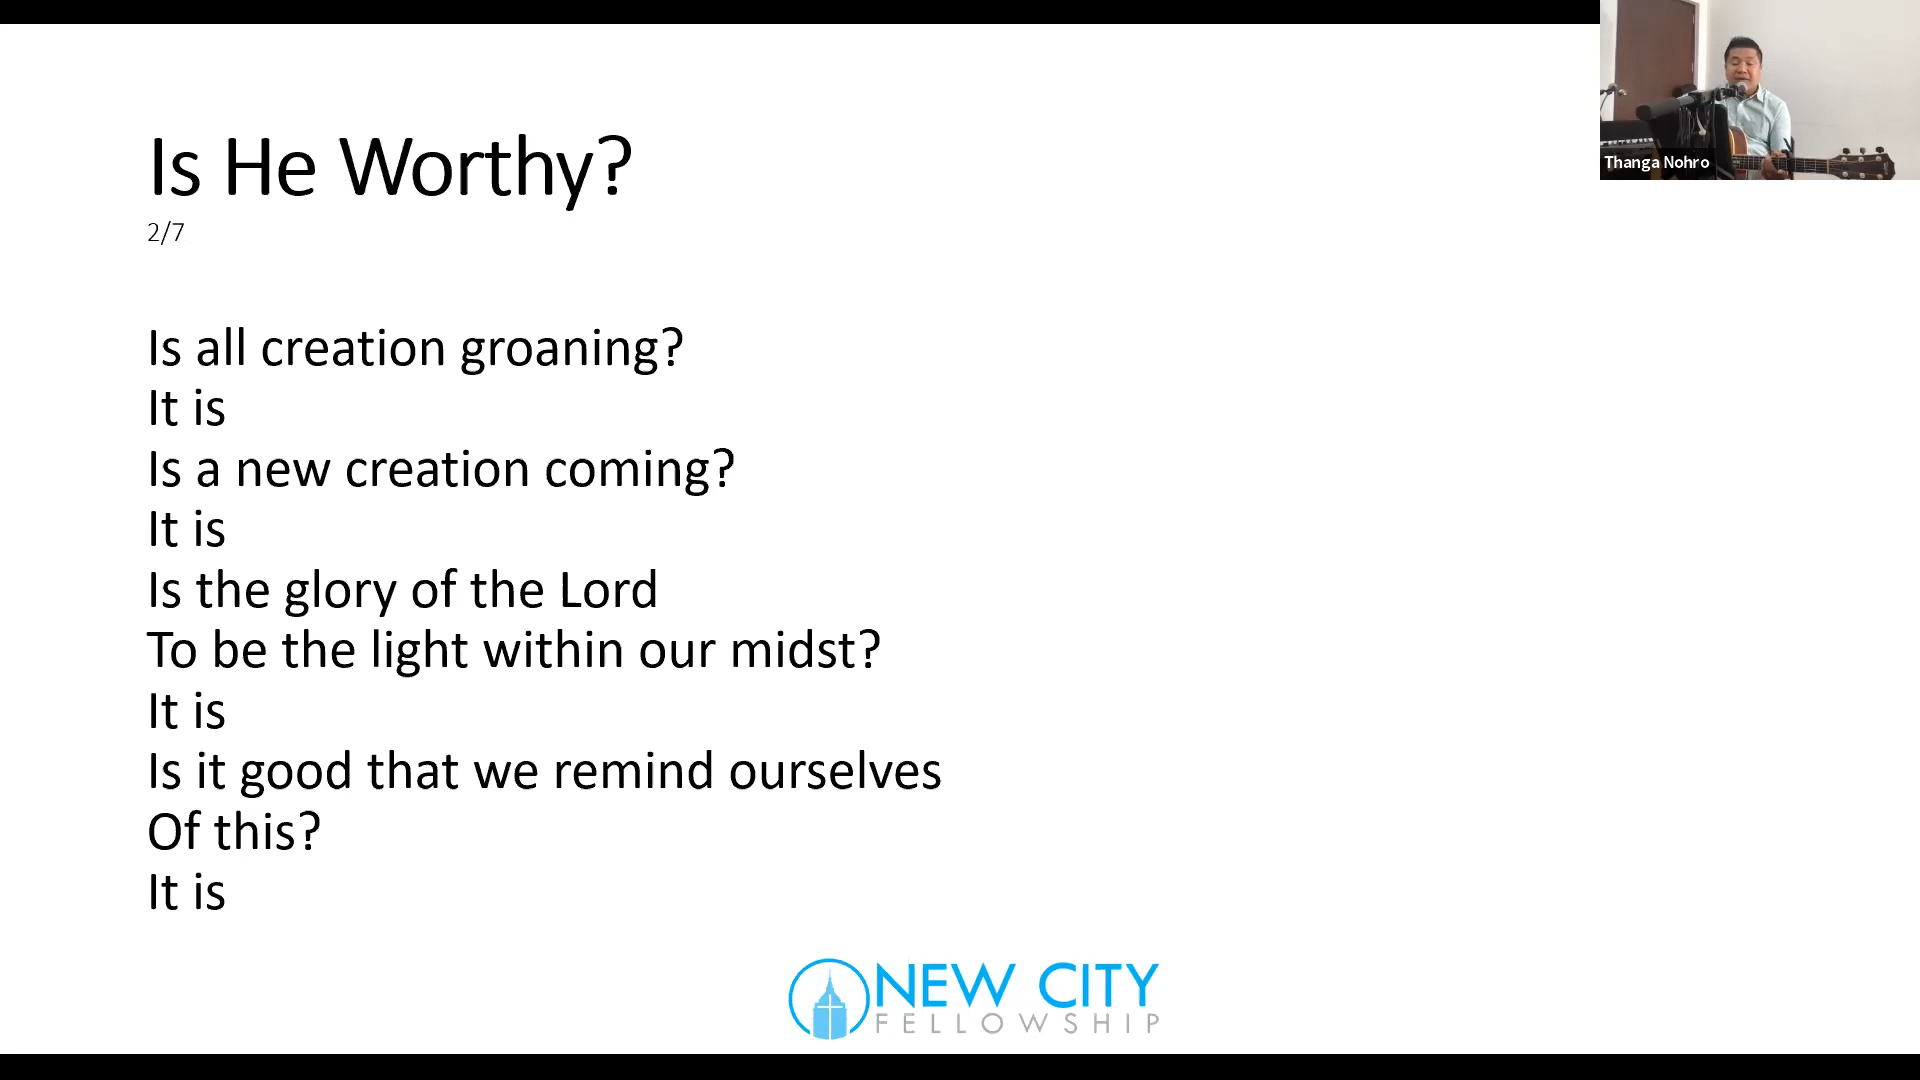 Is He Worthy?
2/7
Is all creation groaning?
It is
Is a new creation coming?
It is
Is the glory of the Lord
To be the light within our midst?
It is
Is it good that we remind ourselves
Of this?
It is
NEW CITY
FELLOWSHIP
Thanga Nohro